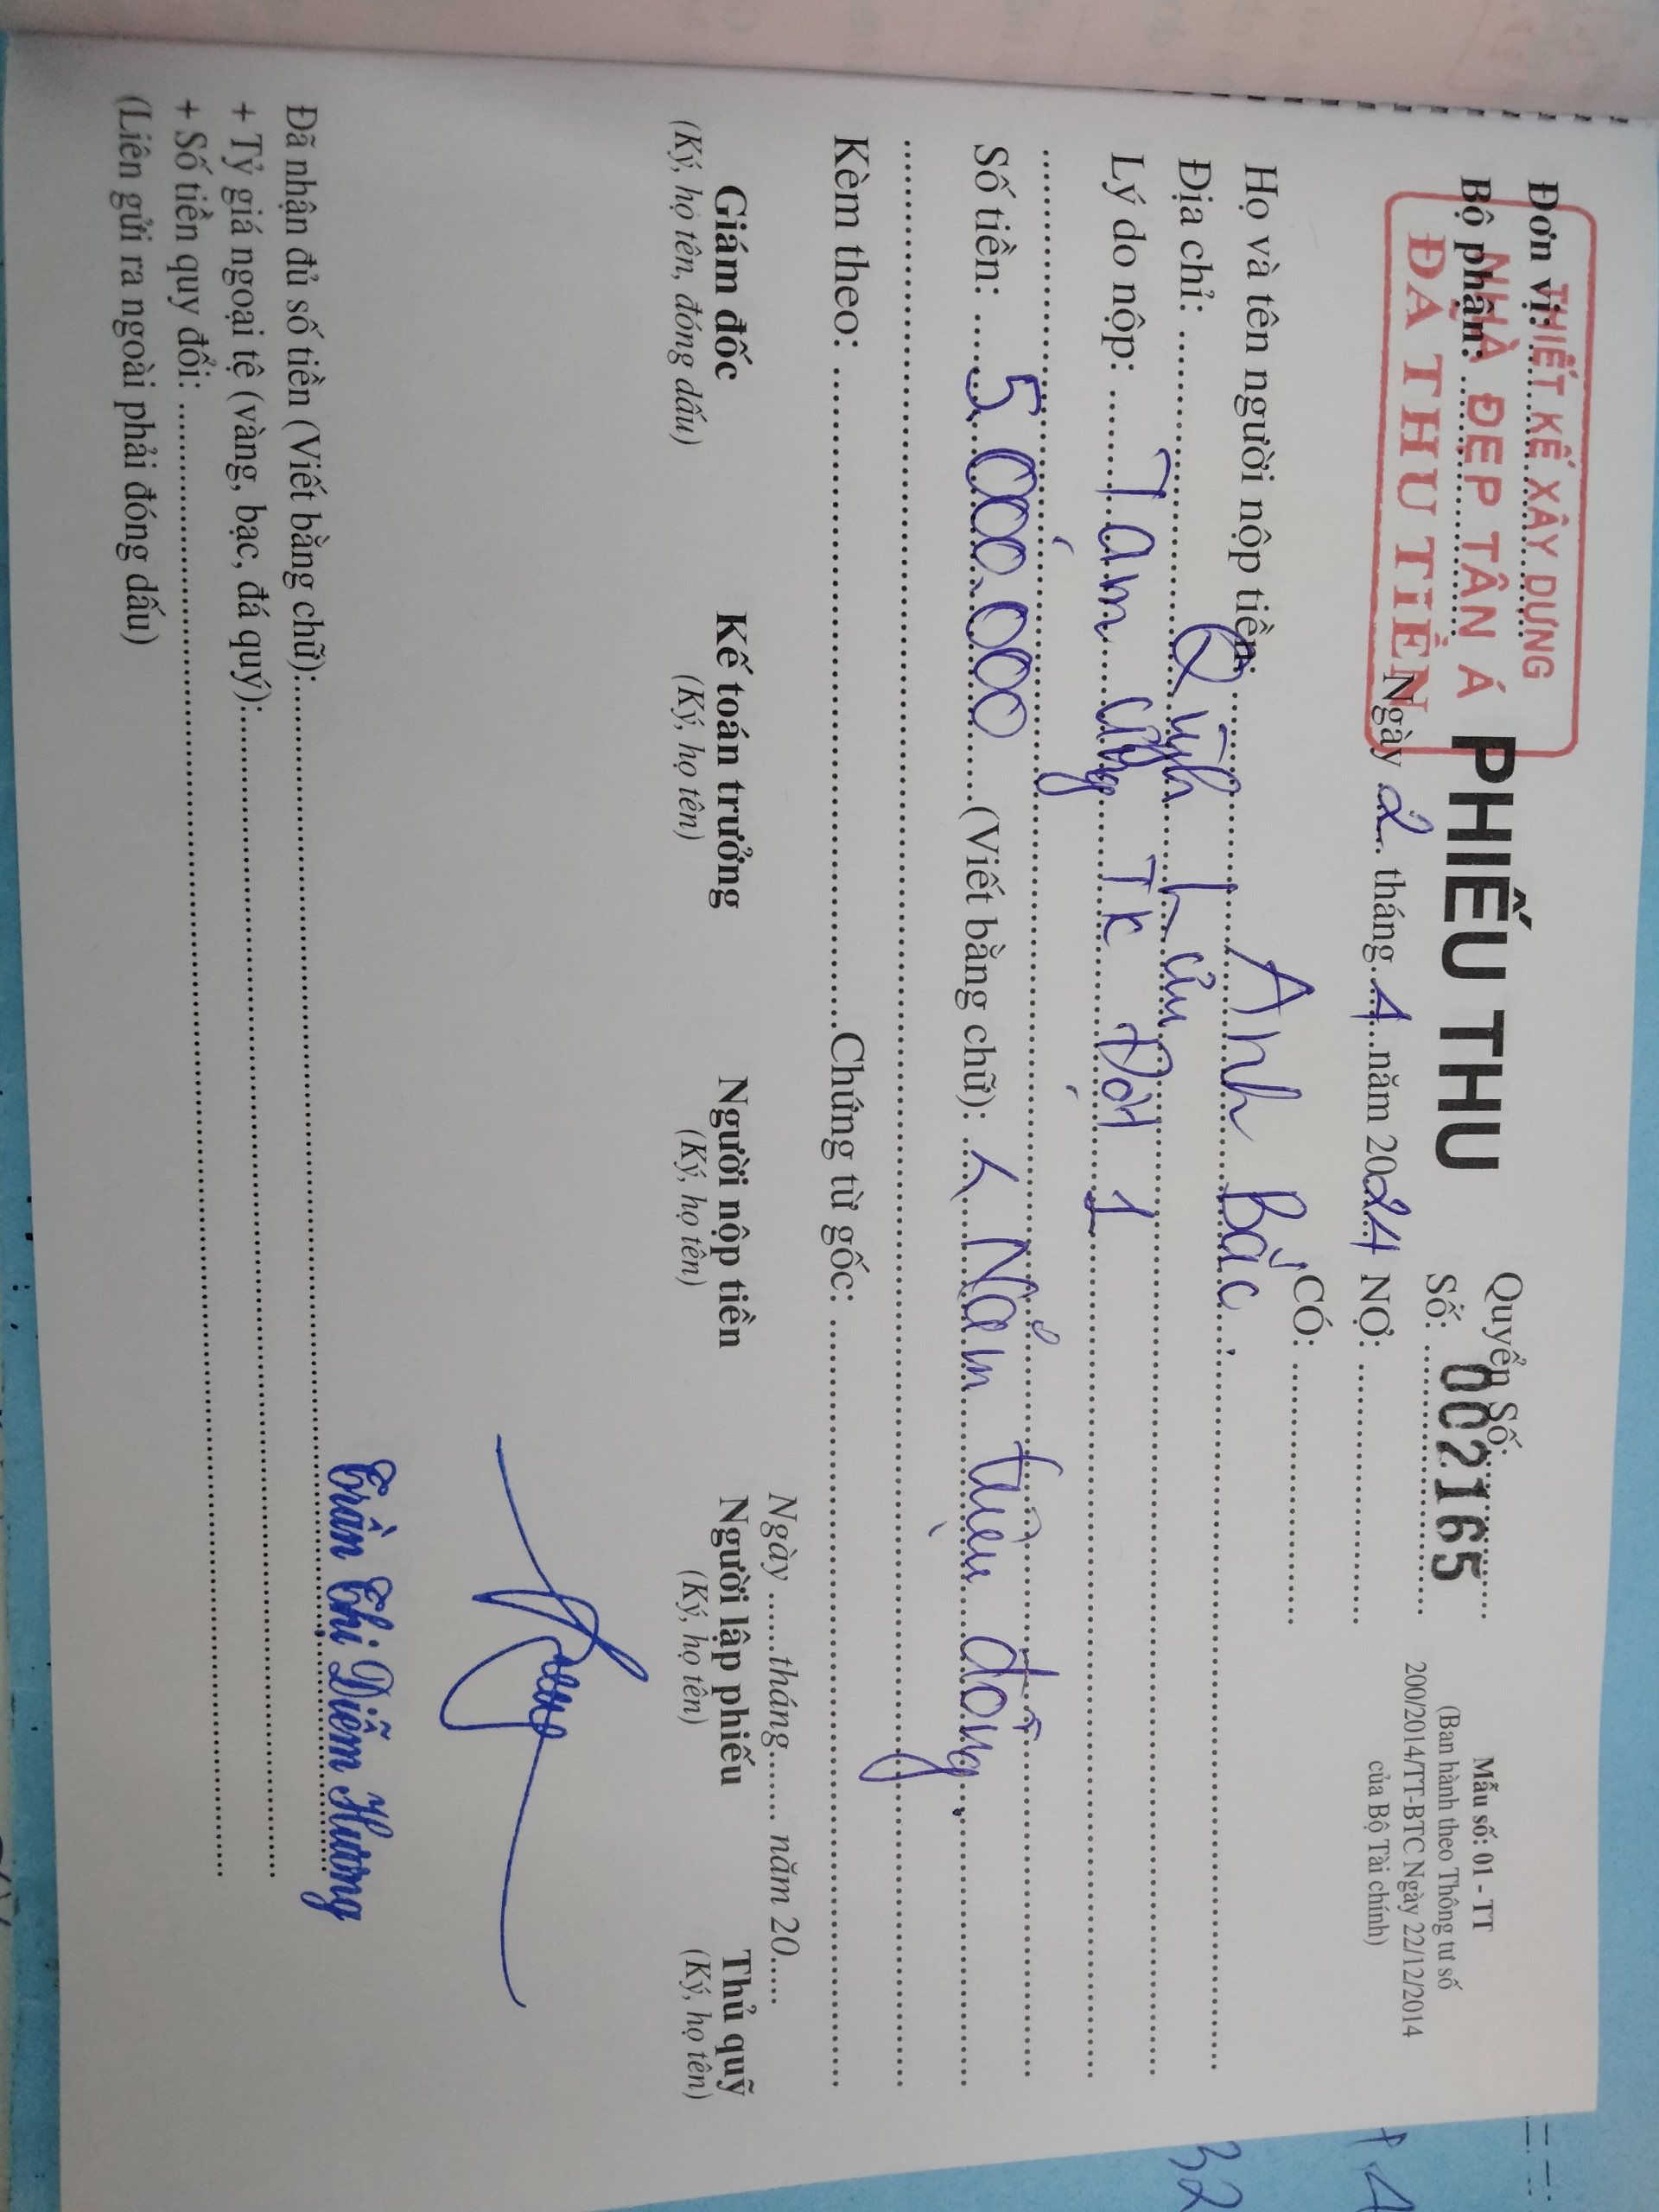 THIẾT KẾ XÂY DỰNG
NHÀ ĐẸP TÂN Á
ĐÃ THU TIỀN
Đơn vị:
Bộ phận:
PHIẾU THU
Ngày 2 tháng 1 năm 2024
Quyển Số:
Số: 002165
NỢ:
CÓ:
Mẫu số: 01 - TT
(Ban hành theo Thông tư số
200/2014/TT-BTC Ngày 22/12/2014
của Bộ Tài chính)
Họ và tên người nộp tiền: Anh Bắc.
Địa chỉ: Quỳnh
Lý do nộp: Tạm ứng TK Đợt 1
Số tiền: 5.000.000 (Viết bằng chữ): Năm triệu đồng.
Kèm theo: Chứng từ gốc:
Ngày tháng năm 20
Giám đốc Kế toán trưởng Người nộp tiền Người lập phiếu Thủ quỹ
(Ký, họ tên, đóng dấu) (Ký, họ tên) (Ký, họ tên) (Ký, họ tên) (Ký, họ tên)
Trần Thị Diễm Hương
Đã nhận đủ số tiền (Viết bằng chữ):
+ Tỷ giá ngoại tệ (vàng, bạc, đá quý):
+ Số tiền quy đổi:
(Liên gửi ra ngoài phải đóng dấu)
32